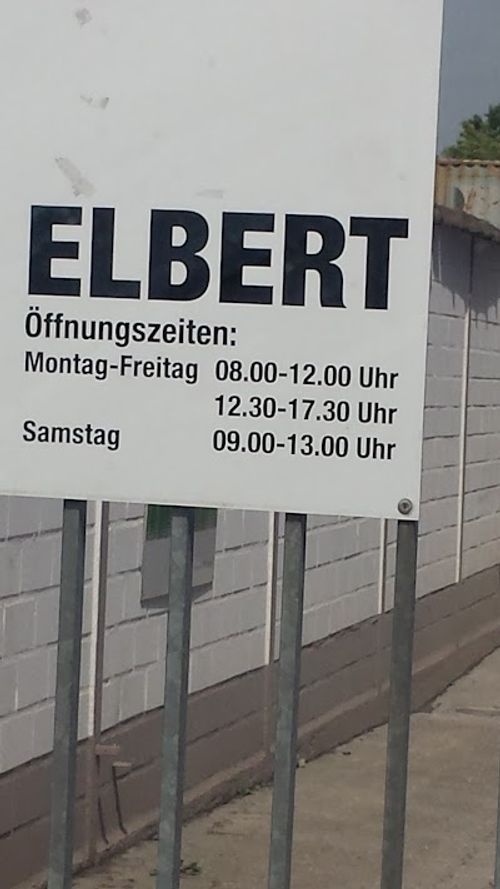 ELBERT
Öffnungszeiten:
Montag-Freitag 08.00-12.00 Uhr
12.30-17.30 Uhr
Samstag 09.00-13.00 Uhr